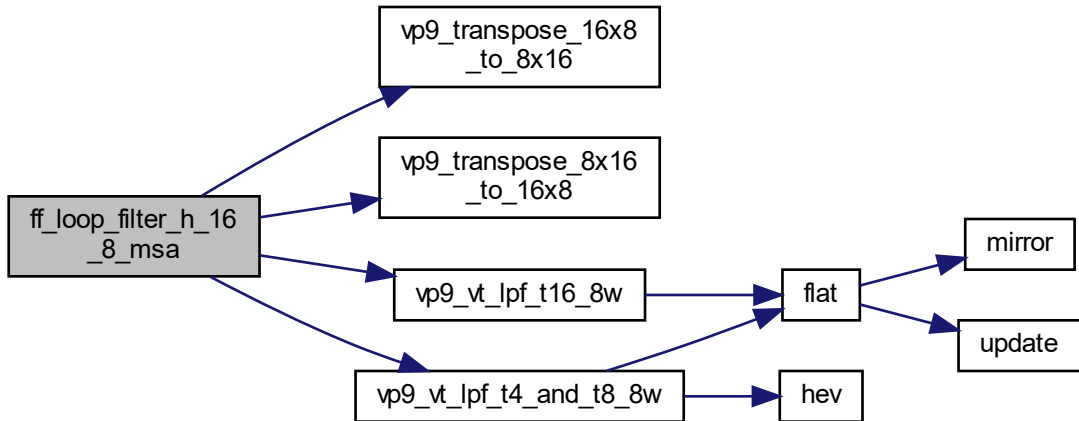 vp9_transpose_16x8
_to_8x16
vp9_transpose_8x16
_to_16x8
ff_loop_filter_h_16
_8_msa
mirror
vp9_vt_lpf_t16_8w
flat
update
vp9_vt_lpf_t4_and_t8_8w
hev